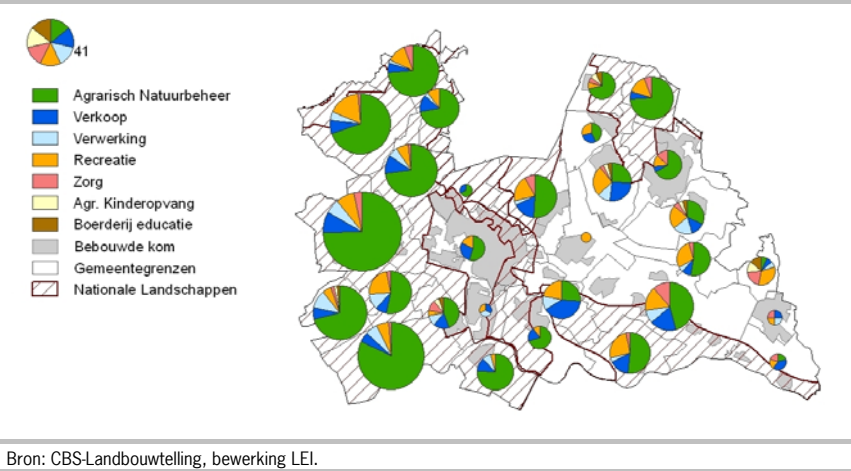 41
Agrarisch Natuurbeheer
Verkoop
Verwerking
Recreatie
Zorg
Agr. Kinderopvang
Boerderij educatie
Bebouwde kom
Gemeentegrenzen
Nationale Landschappen
Bron: CBS-Landbouwtelling, bewerking LEI.